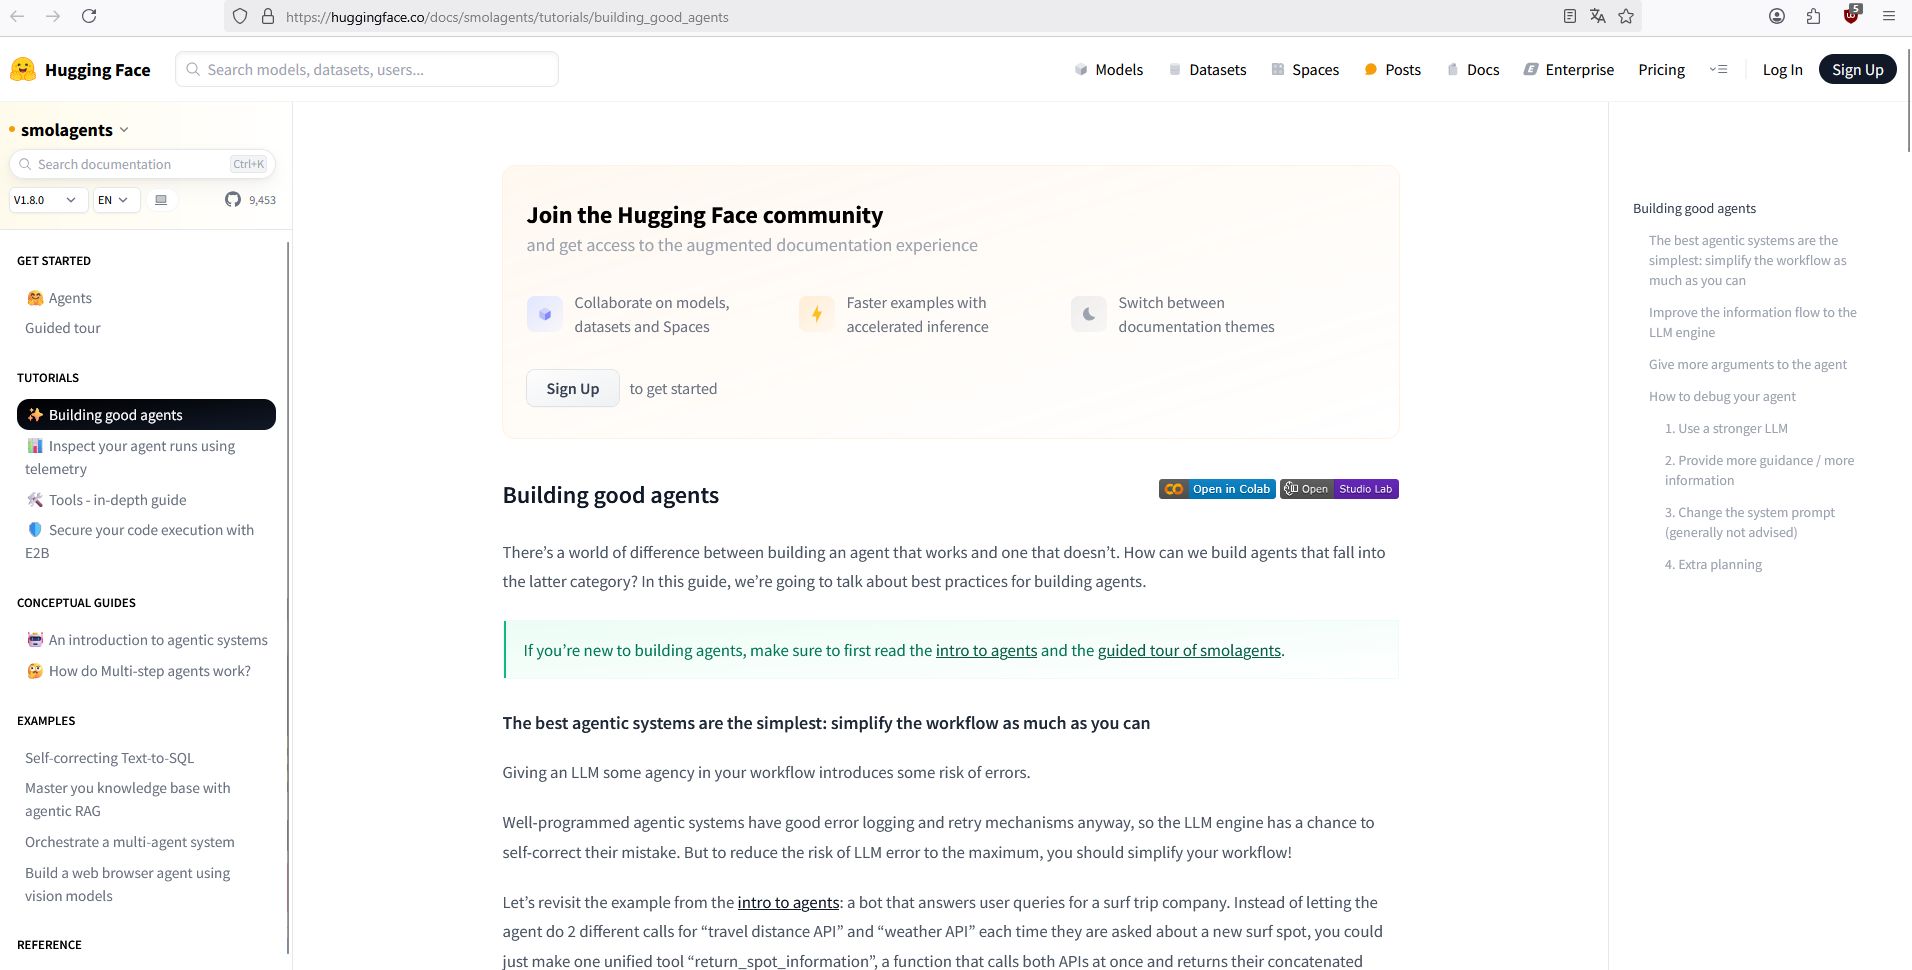 https://huggingface.co/docs/smolagents/tutorials/building_good_agents
5
Hugging Face
Search models, datasets, users...
Models
Datasets
Spaces
Posts
Docs
Enterprise
Pricing
Log In
Sign Up
smolagents
Search documentation
Ctrl+K
V1.8.0
EN
9,453
GET STARTED
Agents
Guided tour
TUTORIALS
Building good agents
Inspect your agent runs using
telemetry
Tools - in-depth guide
Secure your code execution with
E2B
CONCEPTUAL GUIDES
An introduction to agentic systems
How do Multi-step agents work?
EXAMPLES
Self-correcting Text-to-SQL
Master you knowledge base with
agentic RAG
Orchestrate a multi-agent system
Build a web browser agent using
vision models
REFERENCE
Join the Hugging Face community
and get access to the augmented documentation experience
Collaborate on models,
datasets and Spaces
Faster examples with
accelerated inference
Switch between
documentation themes
Sign Up
to get started
Building good agents
Open in Colab
Open
Studio Lab
There’s a world of difference between building an agent that works and one that doesn’t. How can we build agents that fall into
the latter category? In this guide, we’re going to talk about best practices for building agents.
If you’re new to building agents, make sure to first read the intro to agents and the guided tour of smolagents.
The best agentic systems are the simplest: simplify the workflow as much as you can
Giving an LLM some agency in your workflow introduces some risk of errors.
Well-programmed agentic systems have good error logging and retry mechanisms anyway, so the LLM engine has a chance to
self-correct their mistake. But to reduce the risk of LLM error to the maximum, you should simplify your workflow!
Let’s revisit the example from the intro to agents: a bot that answers user queries for a surf trip company. Instead of letting the
agent do 2 different calls for “travel distance API” and “weather API” each time they are asked about a new surf spot, you could
just make one unified tool “return_spot_information”, a function that calls both APIs at once and returns their concatenated
Building good agents
The best agentic systems are the
simplest: simplify the workflow as
much as you can
Improve the information flow to the
LLM engine
Give more arguments to the agent
How to debug your agent
1. Use a stronger LLM
2. Provide more guidance / more
information
3. Change the system prompt
(generally not advised)
4. Extra planning